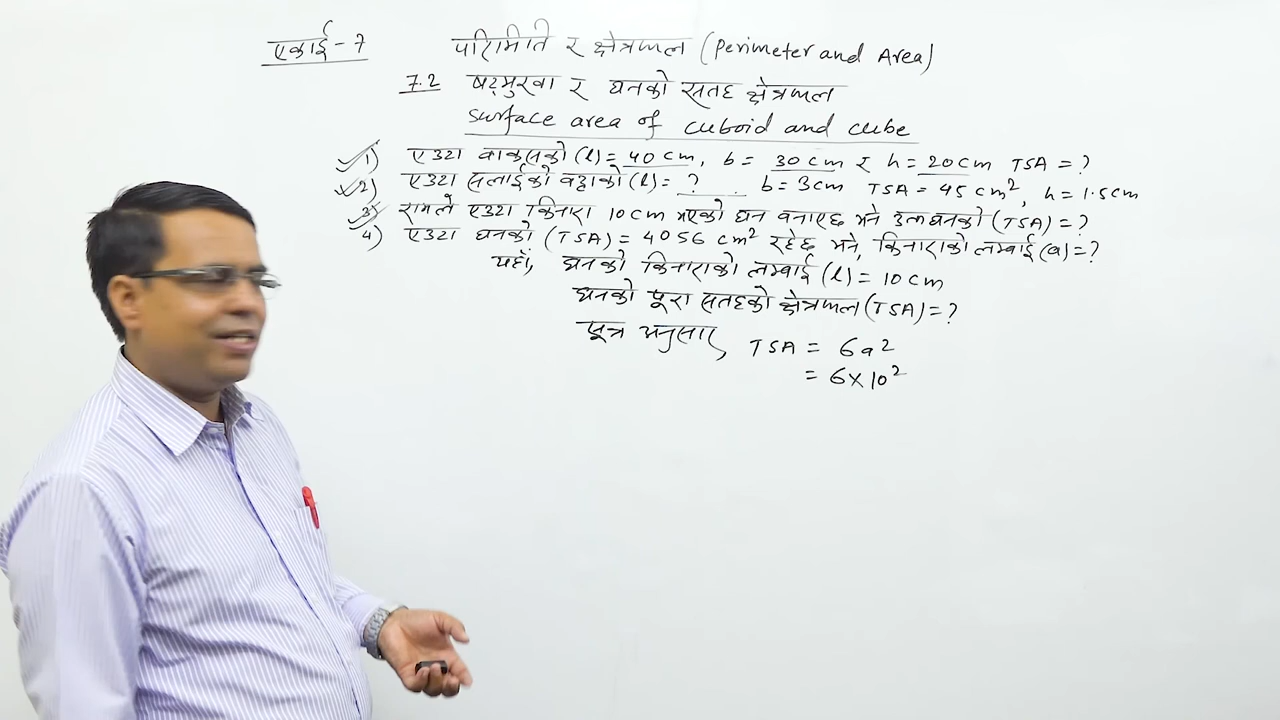 एकाई - 7 परिमिति र क्षेत्रफल (Perimeter and Area)
7.2 षट्मुखा र घनको सतह क्षेत्रफल
Surface area of cuboid and cube
1) एउटा बाकसको (l) = 40 cm, b = 30 cm र h = 20 cm TSA = ?
2) एउटा सलाईको बट्टाको (l) = ? b = 3cm TSA = 45 cm², h = 1.5cm
3) रामले एउटा किनारा 10 cm भएको घन बनाएछ भने उक्त घनको (TSA) = ?
4) एउटा घनको (TSA) = 4056 cm² रहेछ भने, किनाराको लम्बाई (a) = ?
यहाँ, घनको किनाराको लम्बाई (l) = 10 cm
घनको पूरा सतहको क्षेत्रफल (TSA) = ?
सूत्र अनुसार, TSA = 6a²
= 6 × 10²